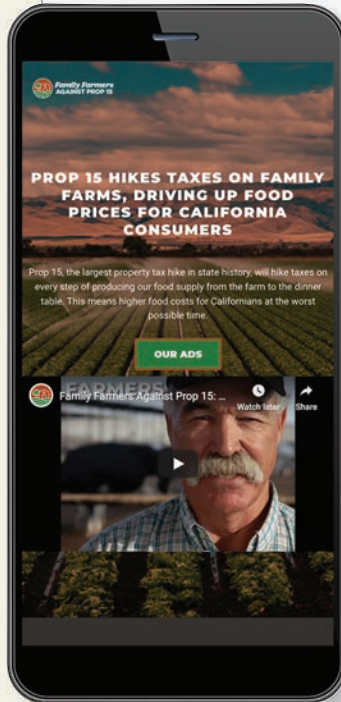 Family Farmers
AGAINST PROP 15
PROP 15 HIKES TAXES ON FAMILY
FARMS, DRIVING UP FOOD
PRICES FOR CALIFORNIA
CONSUMERS
Prop 15, the largest property tax hike in state history, will hike taxes on
every step of producing our food supply from the farm to the dinner
table. This means higher food costs for Californians at the worst
possible time.
OUR ADS
FARMERS
Family Farmers Against Prop 15: ...
Watch later
Share